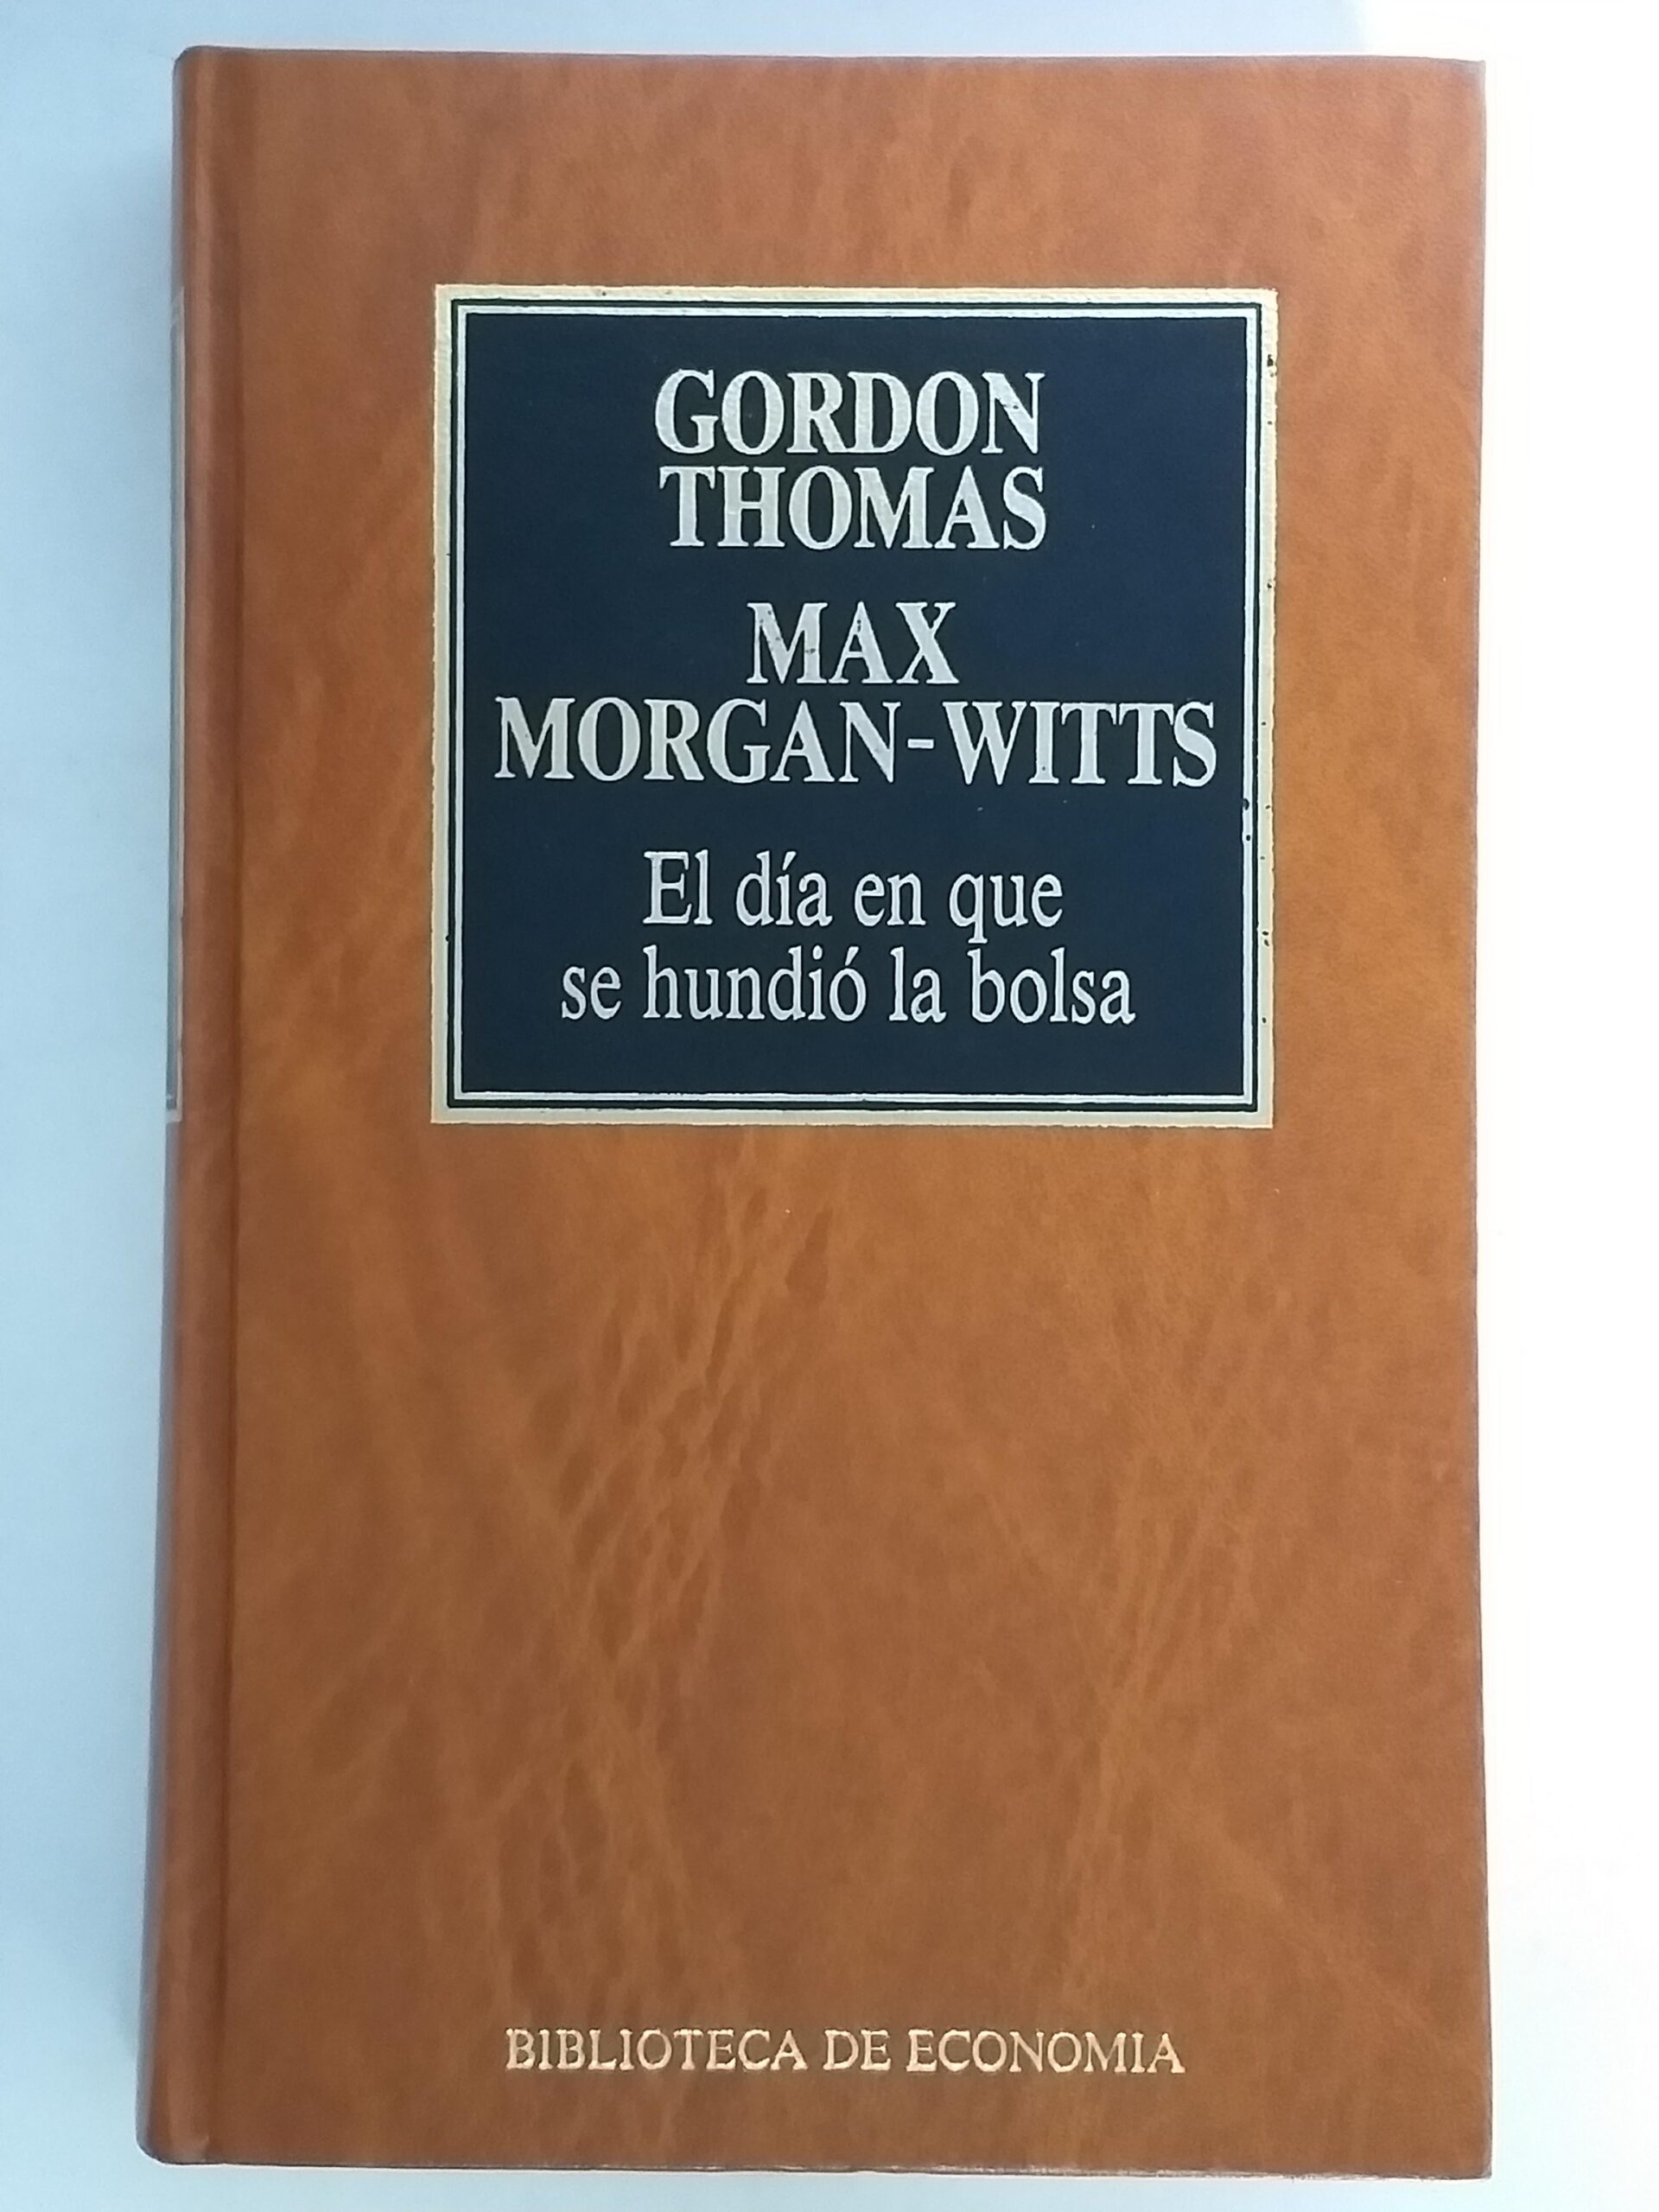 GORDON
THOMAS
MAX
MORGAN-WITTS
El día en que
se hundió la bolsa
BIBLIOTECA DE ECONOMIA